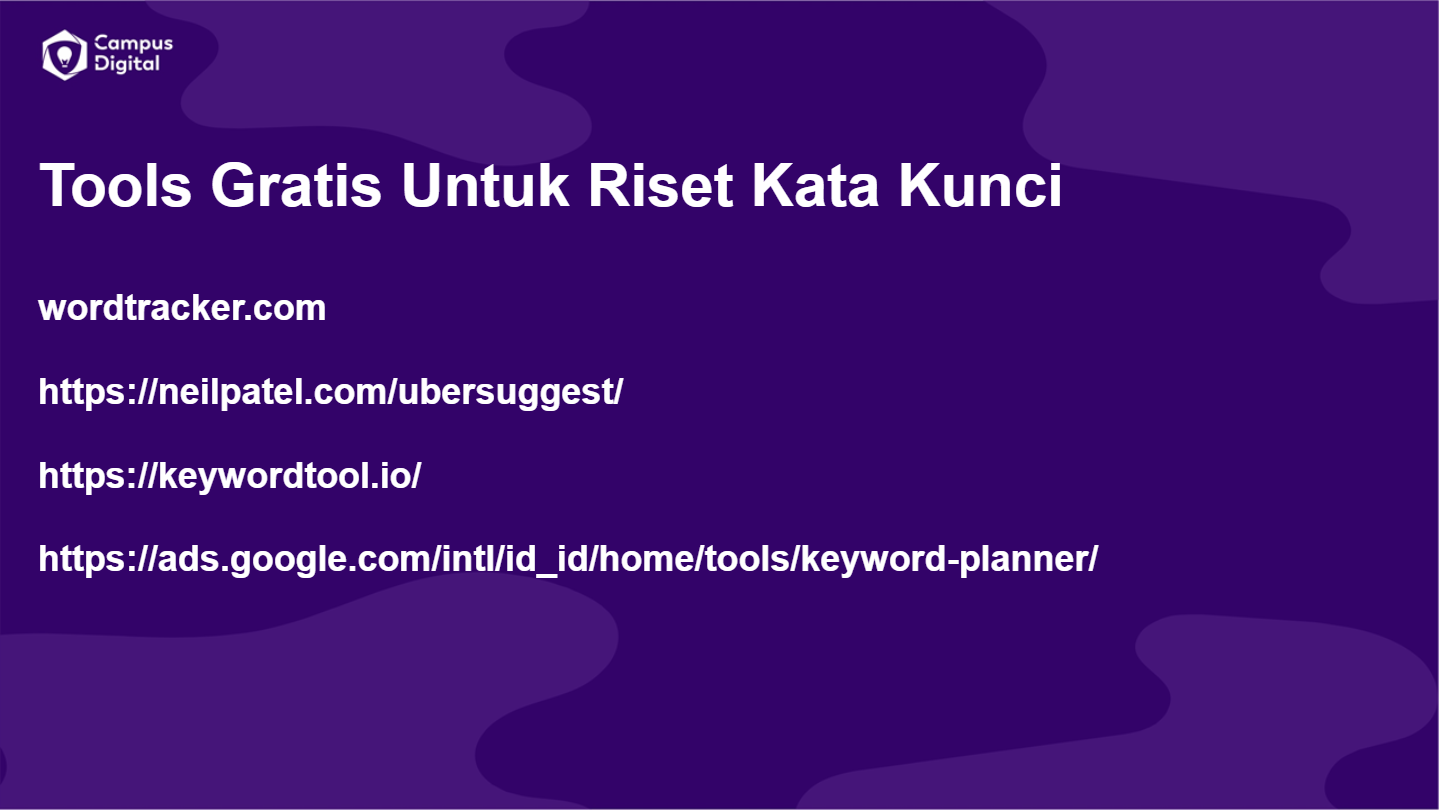 Campus
Digital
Tools Gratis Untuk Riset Kata Kunci
wordtracker.com
https://neilpatel.com/ubersuggest/
https://keywordtool.io/
https://ads.google.com/intl/id_id/home/tools/keyword-planner/